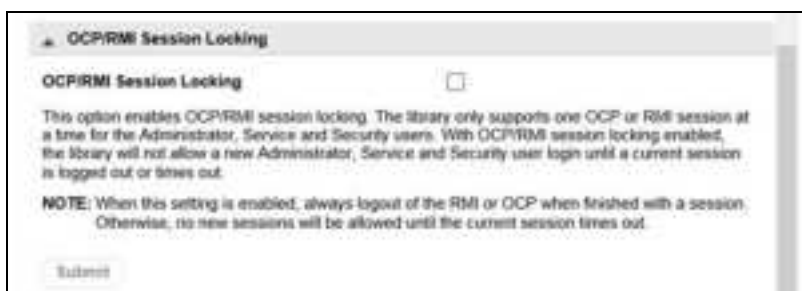 OCP/RMI Session Locking
OCP/RMI Session Locking
This option enables OCP/RMI session locking. The library only supports one OCP or RMI session at
a time for the Administrator, Service and Security users. With OCP/RMI session locking enabled,
the library will not allow a new Administrator, Service and Security user login until a current session
is logged out or times out.
NOTE: When this setting is enabled, always logout of the RMI or OCP when finished with a session.
Otherwise, no new sessions will be allowed until the current session times out.
Submit